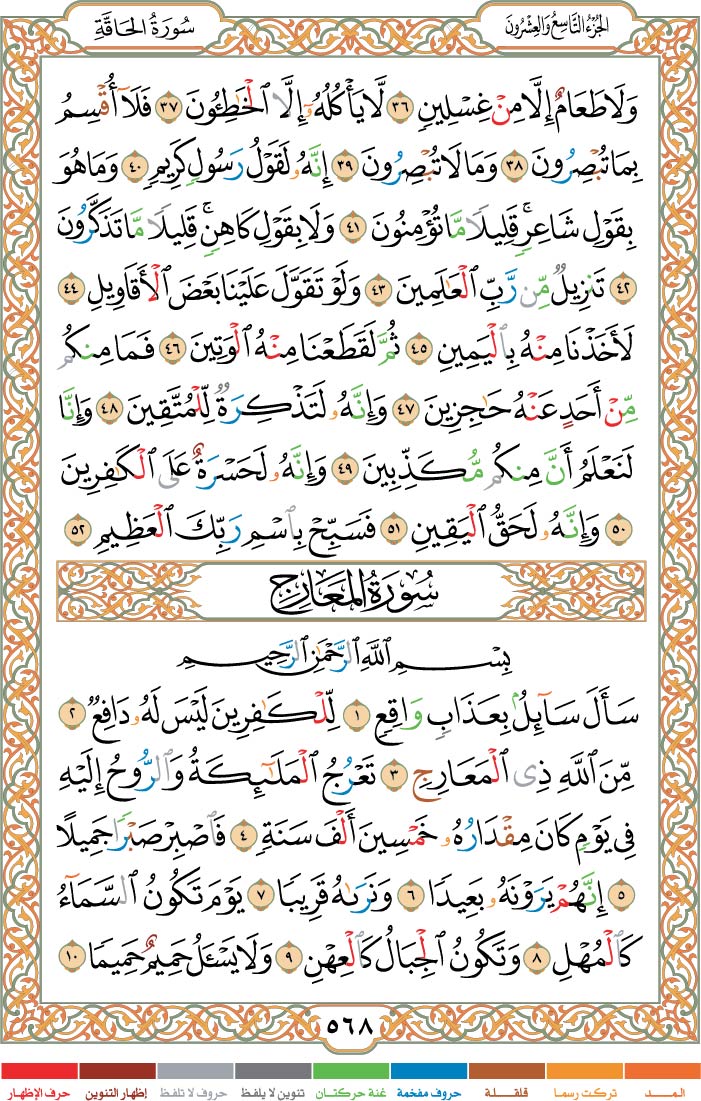 الجُزْءُ التَّاسِعُ وَالعِشْرُونَ
سُورَةُ الحَاقَّةِ
وَلَا طَعَامٌ إِلَّا مِنْ غِسْلِينٍ ٣٦ لَّا يَأْكُلُهُۥٓ إِلَّا ٱلْخَٰطِـُٔونَ ٣٧ فَلَآ أُقْسِمُ
بِمَا تُبْصِرُونَ ٣٨ وَمَا لَا تُبْصِرُونَ ٣٩ إِنَّهُۥ لَقَوْلُ رَسُولٍ كَرِيمٍ ٤٠ وَمَا هُوَ
بِقَوْلِ شَاعِرٍۚ قَلِيلًا مَّا تُؤْمِنُونَ ٤١ وَلَا بِقَوْلِ كَاهِنٍۚ قَلِيلًا مَّا تَذَكَّرُونَ
٤٢ تَنزِيلٌ مِّن رَّبِّ ٱلْعَٰلَمِينَ ٤٣ وَلَوْ تَقَوَّلَ عَلَيْنَا بَعْضَ ٱلْأَقَاوِيلِ ٤٤
لَأَخَذْنَا مِنْهُ بِٱلْيَمِينِ ٤٥ ثُمَّ لَقَطَعْنَا مِنْهُ ٱلْوَتِينَ ٤٦ فَمَا مِنكُم
مِّنْ أَحَدٍ عَنْهُ حَٰجِزِينَ ٤٧ وَإِنَّهُۥ لَتَذْكِرَةٌ لِّلْمُتَّقِينَ ٤٨ وَإِنَّا
لَنَعْلَمُ أَنَّ مِنكُم مُّكَذِّبِينَ ٤٩ وَإِنَّهُۥ لَحَسْرَةٌ عَلَى ٱلْكَٰفِرِينَ
٥٠ وَإِنَّهُۥ لَحَقُّ ٱلْيَقِينِ ٥١ فَسَبِّحْ بِٱسْمِ رَبِّكَ ٱلْعَظِيمِ ٥٢
سُورَةُ المَعَارِجِ
بِسْمِ ٱللَّهِ ٱلرَّحْمَٰنِ ٱلرَّحِيمِ
سَأَلَ سَآئِلٌۢ بِعَذَابٍ وَاقِعٍ ١ لِّلْكَٰفِرِينَ لَيْسَ لَهُۥ دَافِعٌ ٢
مِّنَ ٱللَّهِ ذِى ٱلْمَعَارِجِ ٣ تَعْرُجُ ٱلْمَلَٰٓئِكَةُ وَٱلرُّوحُ إِلَيْهِ
فِى يَوْمٍ كَانَ مِقْدَارُهُۥ خَمْسِينَ أَلْفَ سَنَةٍ ٤ فَٱصْبِرْ صَبْرًا جَمِيلًا
٥ إِنَّهُمْ يَرَوْنَهُۥ بَعِيدًا ٦ وَنَرَىٰهُ قَرِيبًا ٧ يَوْمَ تَكُونُ ٱلسَّمَآءُ
كَٱلْمُهْلِ ٨ وَتَكُونُ ٱلْجِبَالُ كَٱلْعِهْنِ ٩ وَلَا يَسْـَٔلُ حَمِيمٌ حَمِيمًا ١٠
٥٦٨
المـــد تركت رسما قلقلة حروف مفخمة غنة حركتان تنوين لا يلفظ حروف لا تلفظ إظهار التنوين حرف الإظهار